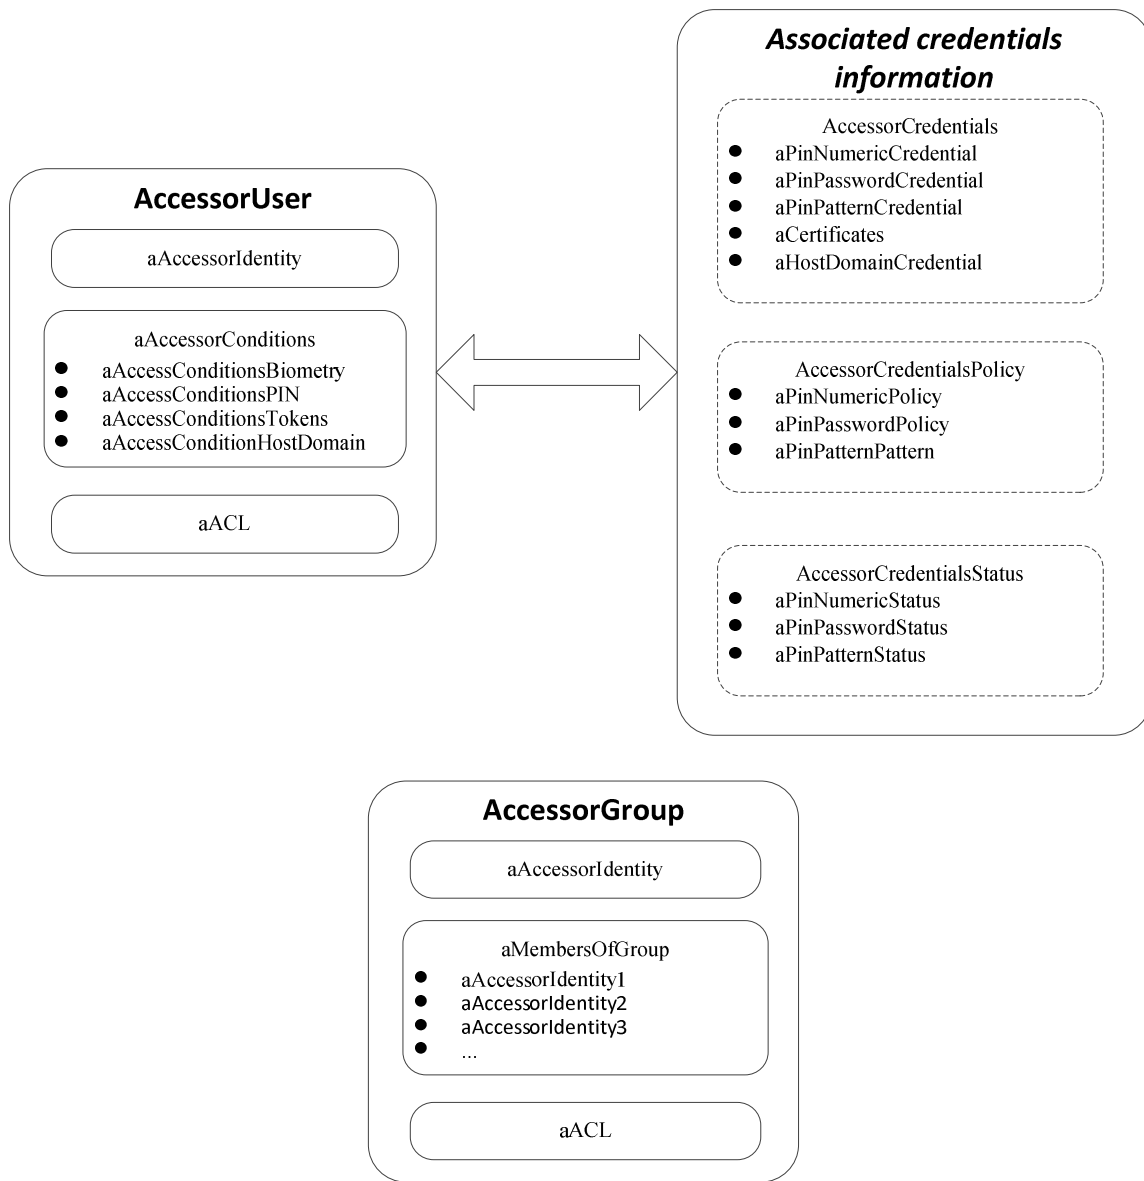 Associated credentials
information
AccessorCredentials
● aPinNumericCredential
● aPinPasswordCredential
● aPinPatternCredential
● aCertificates
● aHostDomainCredential
AccessorCredentialsPolicy
● aPinNumericPolicy
● aPinPasswordPolicy
● aPinPatternPattern
AccessorCredentialsStatus
● aPinNumericStatus
● aPinPasswordStatus
● aPinPatternStatus
AccessorUser
aAccessorIdentity
aAccessorConditions
● aAccessConditionsBiometry
● aAccessConditionsPIN
● aAccessConditionsTokens
● aAccessConditionHostDomain
aACL
AccessorGroup
aAccessorIdentity
aMembersOfGroup
● aAccessorIdentity1
● aAccessorIdentity2
● aAccessorIdentity3
● ...
aACL